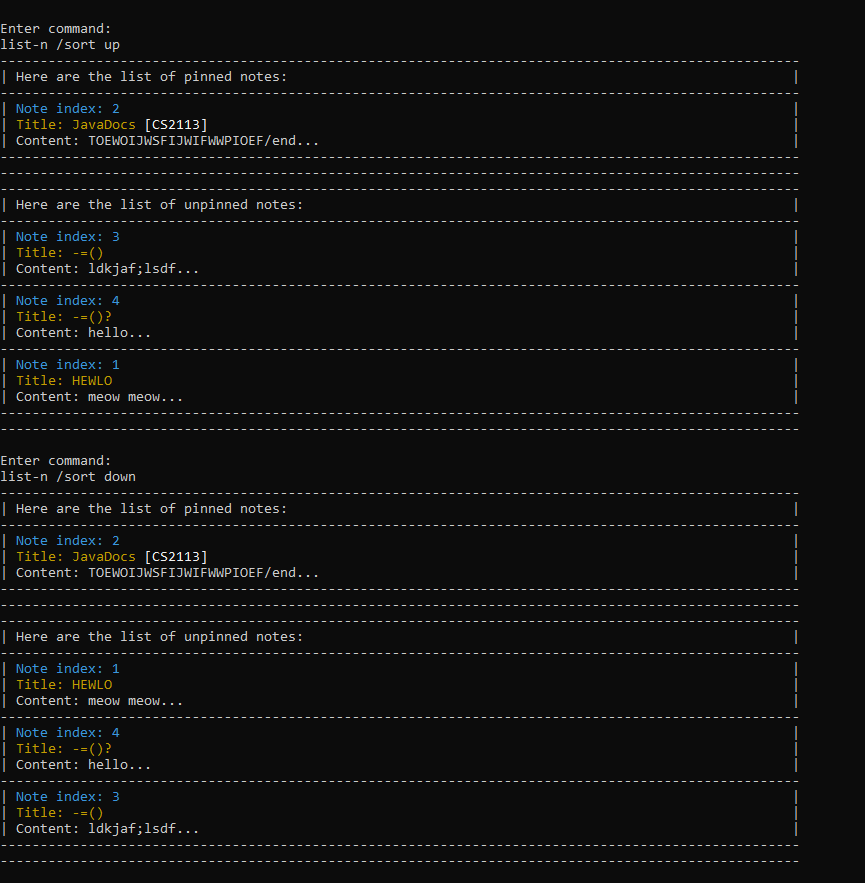 Enter command:
list-n /sort up
----------------------------------------------------------------------------------------------------
| Here are the list of pinned notes: |
----------------------------------------------------------------------------------------------------
| Note index: 2 |
| Title: JavaDocs [CS2113] |
| Content: TOEWOIJWSFIJWIFWWPIOEF/end... |
----------------------------------------------------------------------------------------------------
----------------------------------------------------------------------------------------------------
----------------------------------------------------------------------------------------------------
| Here are the list of unpinned notes: |
----------------------------------------------------------------------------------------------------
| Note index: 3 |
| Title: -=() |
| Content: ldkjaf;lsdf... |
----------------------------------------------------------------------------------------------------
| Note index: 4 |
| Title: -=()? |
| Content: hello... |
----------------------------------------------------------------------------------------------------
| Note index: 1 |
| Title: HEWLO |
| Content: meow meow... |
----------------------------------------------------------------------------------------------------
----------------------------------------------------------------------------------------------------
Enter command:
list-n /sort down
----------------------------------------------------------------------------------------------------
| Here are the list of pinned notes: |
----------------------------------------------------------------------------------------------------
| Note index: 2 |
| Title: JavaDocs [CS2113] |
| Content: TOEWOIJWSFIJWIFWWPIOEF/end... |
----------------------------------------------------------------------------------------------------
----------------------------------------------------------------------------------------------------
----------------------------------------------------------------------------------------------------
| Here are the list of unpinned notes: |
----------------------------------------------------------------------------------------------------
| Note index: 1 |
| Title: HEWLO |
| Content: meow meow... |
----------------------------------------------------------------------------------------------------
| Note index: 4 |
| Title: -=()? |
| Content: hello... |
----------------------------------------------------------------------------------------------------
| Note index: 3 |
| Title: -=() |
| Content: ldkjaf;lsdf... |
----------------------------------------------------------------------------------------------------
----------------------------------------------------------------------------------------------------